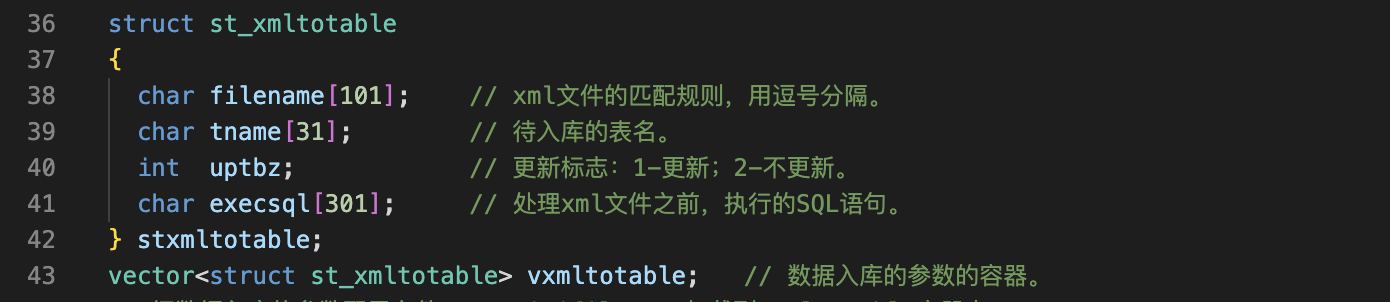 36 struct st_xmltotable
37 {
38 char filename[101]; // xml文件的匹配规则，用逗号分隔。
39 char tname[31]; // 待入库的表名。
40 int uptbz; // 更新标志：1-更新；2-不更新。
41 char execsql[301]; // 处理xml文件之前，执行的SQL语句。
42 } stxmltotable;
43 vector<struct st_xmltotable> vxmltotable; // 数据入库的参数的容器。